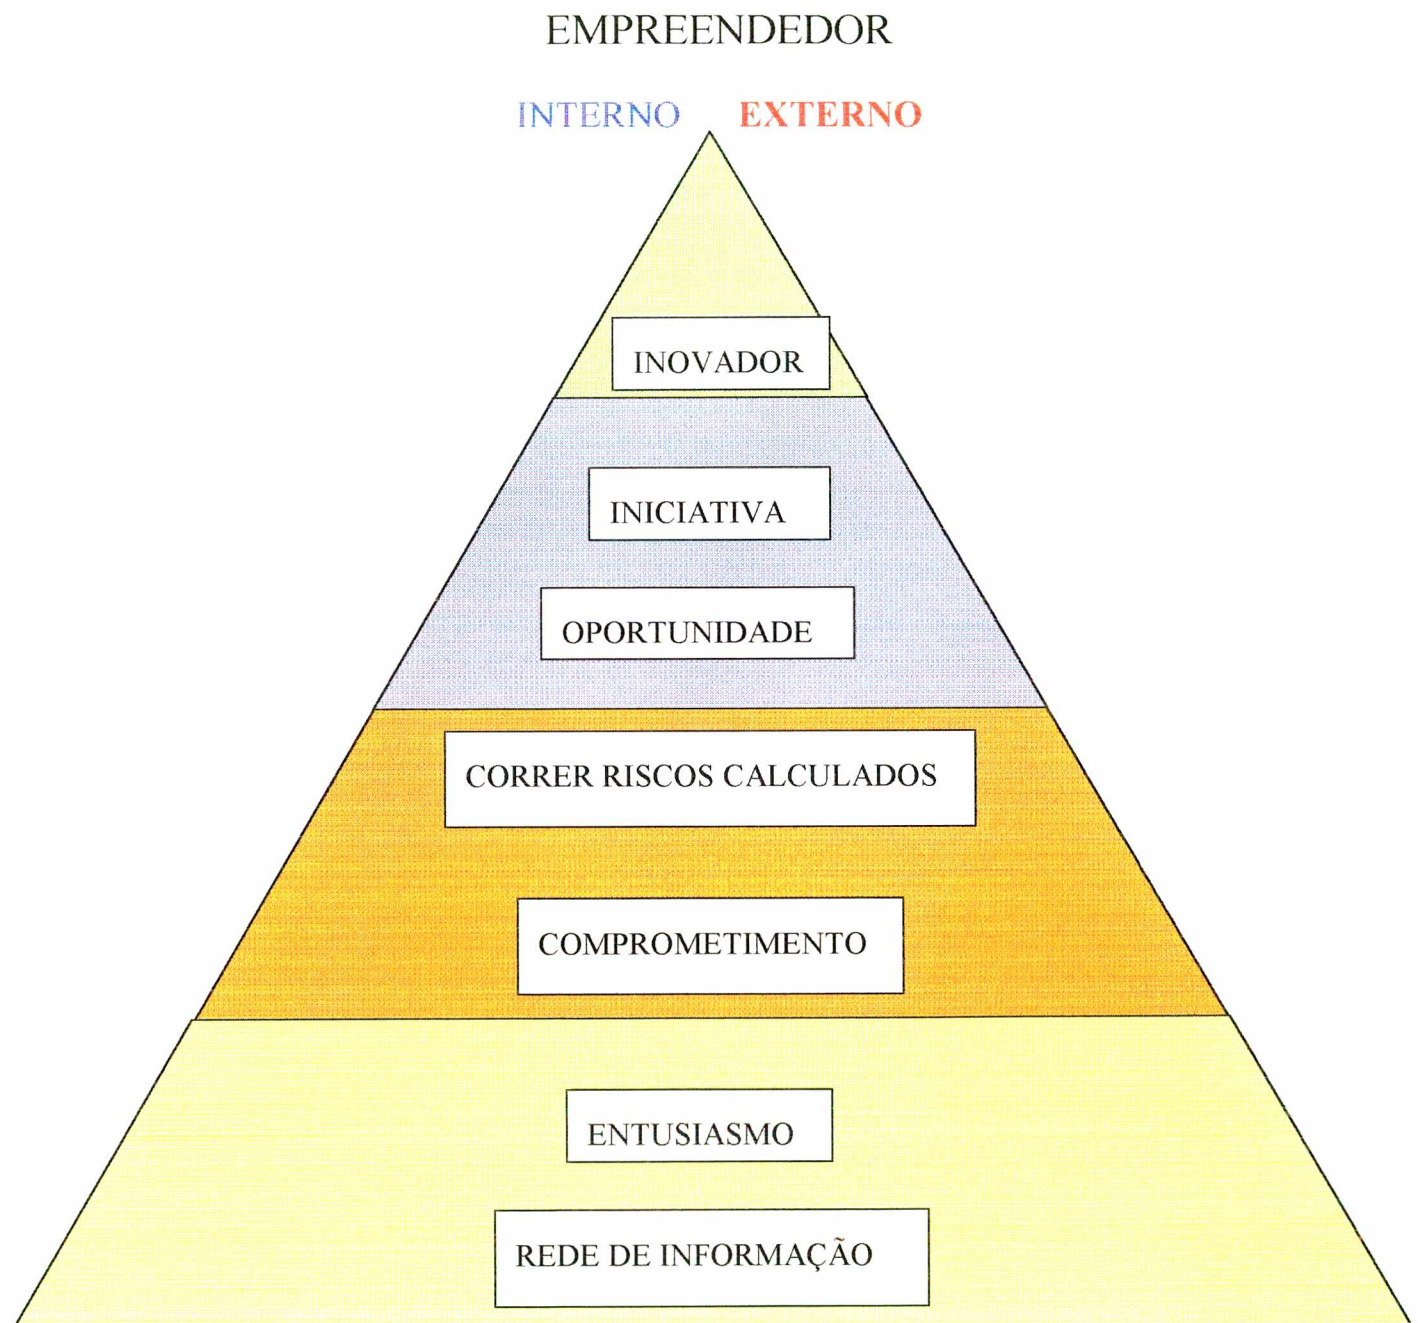 EMPREENDEDOR
INTERNO EXTERNO
INOVADOR
INICIATIVA
OPORTUNIDADE
CORRER RISCOS CALCULADOS
COMPROMETIMENTO
ENTUSIASMO
REDE DE INFORMAÇÃO